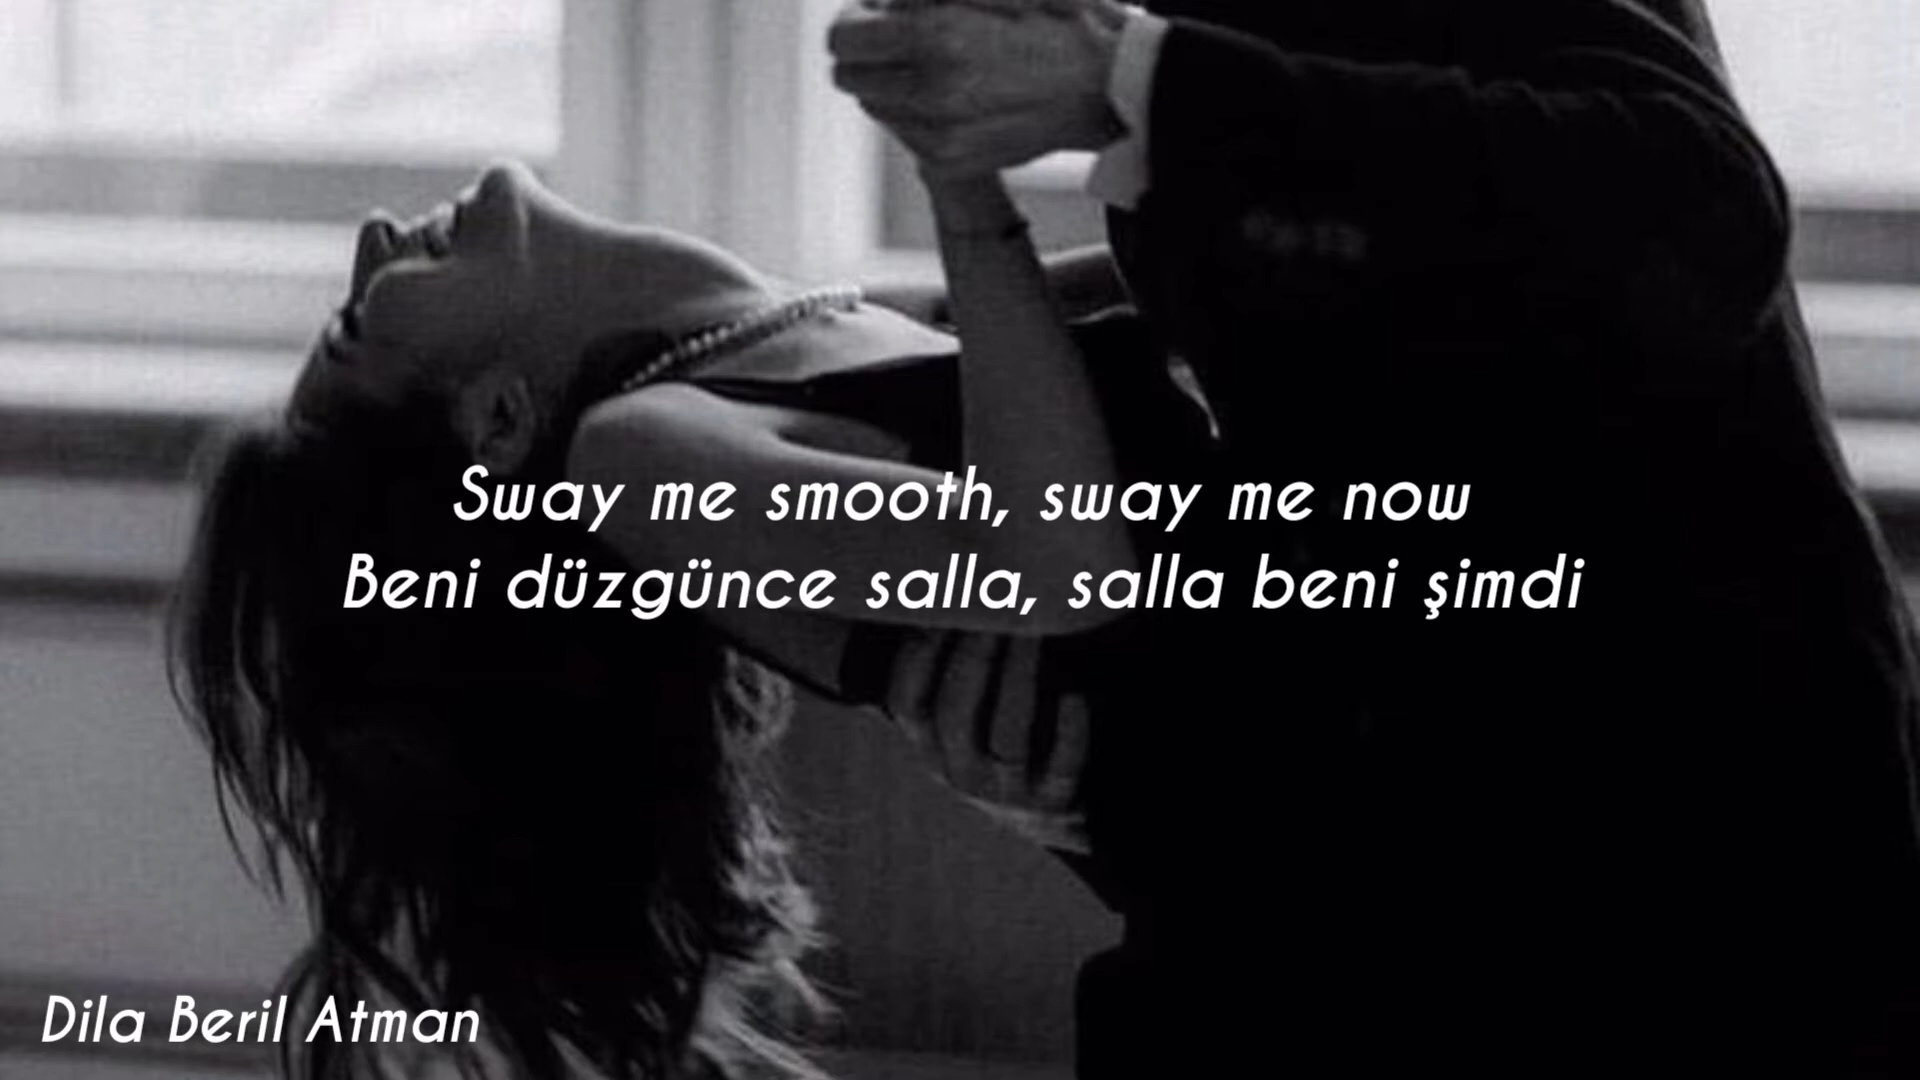 Sway me smooth, sway me now
Beni düzgünce salla, salla beni şimdi
Dila Beril Atman